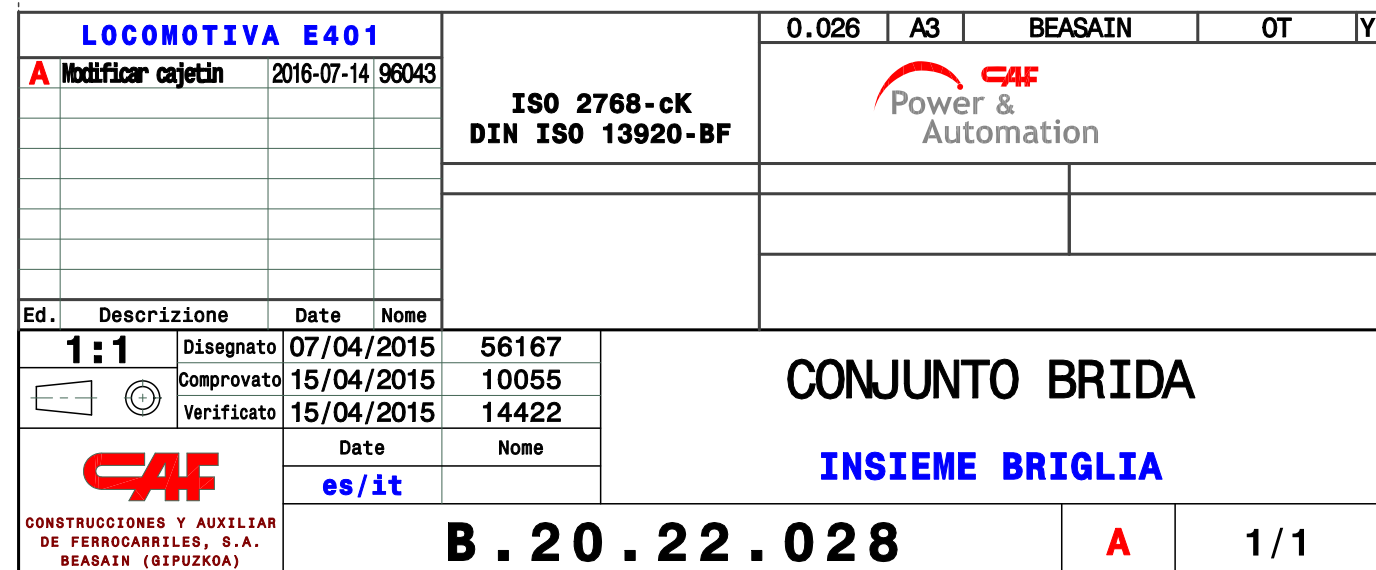 LOCOMOTIVA E401
0.026 A3 BEASAIN OT Y
A Modificar cajetin 2016-07-14 96043
ISO 2768-cK
DIN ISO 13920-BF
CAF
Power &
Automation
Ed. Descrizione Date Nome
1:1
Disegnato 07/04/2015 56167
Comprovato 15/04/2015 10055
Verificato 15/04/2015 14422
Date Nome
es/it
CONJUNTO BRIDA
INSIEME BRIGLIA
CAF
CONSTRUCCIONES Y AUXILIAR
DE FERROCARRILES, S.A.
BEASAIN (GIPUZKOA)
B.20.22.028 A 1/1